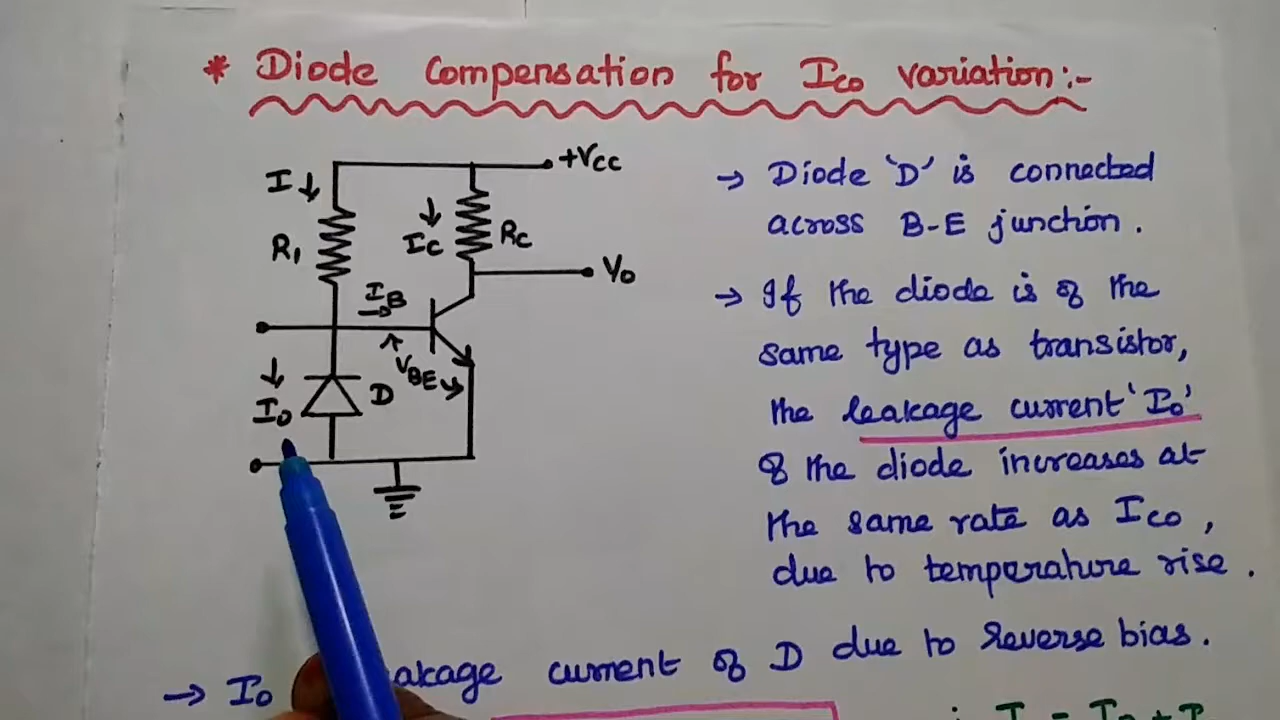 * Diode Compensation for Ico variation:-
I
+Vcc
R1
Ic
Rc
Vo
IB
VBE
Io
D
→ Diode 'D' is connected
across B-E junction.
→ If the diode is of the
same type as transistor,
the leakage current 'Io'
of the diode increases at
the same rate as Ico,
due to temperature rise.
→ Io akage current of D due to reverse bias.